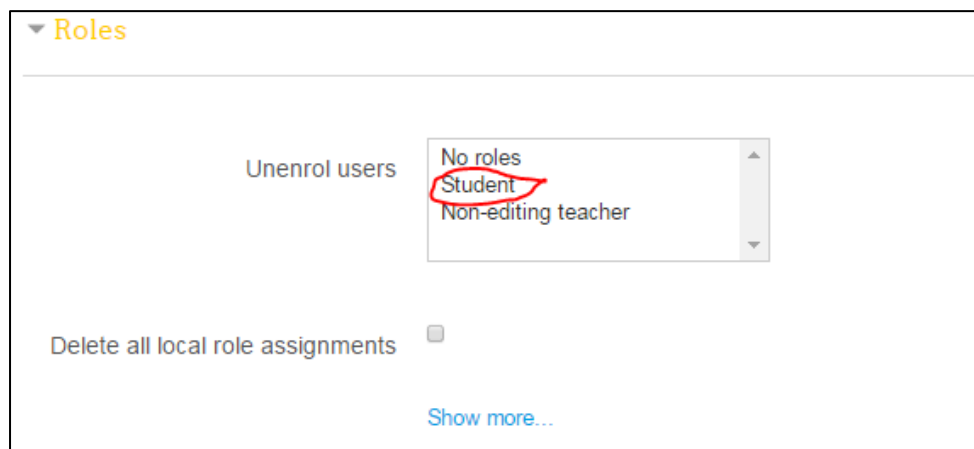 Roles
Unenrol users
No roles
Student
Non-editing teacher
Delete all local role assignments
Show more...